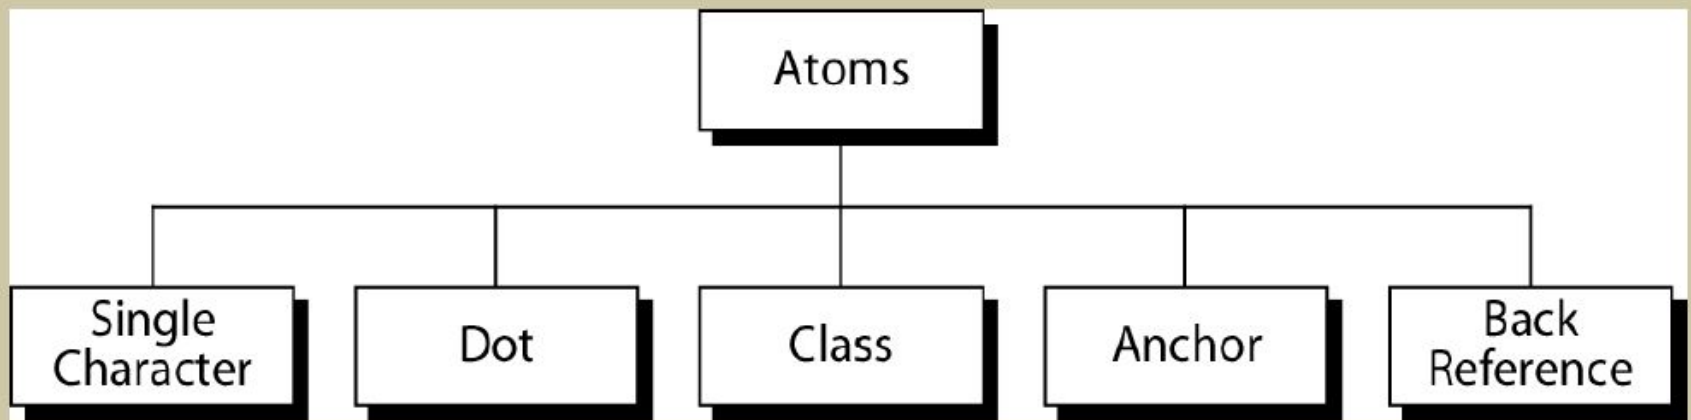 Atoms
Single
Character
Dot
Class
Anchor
Back
Reference